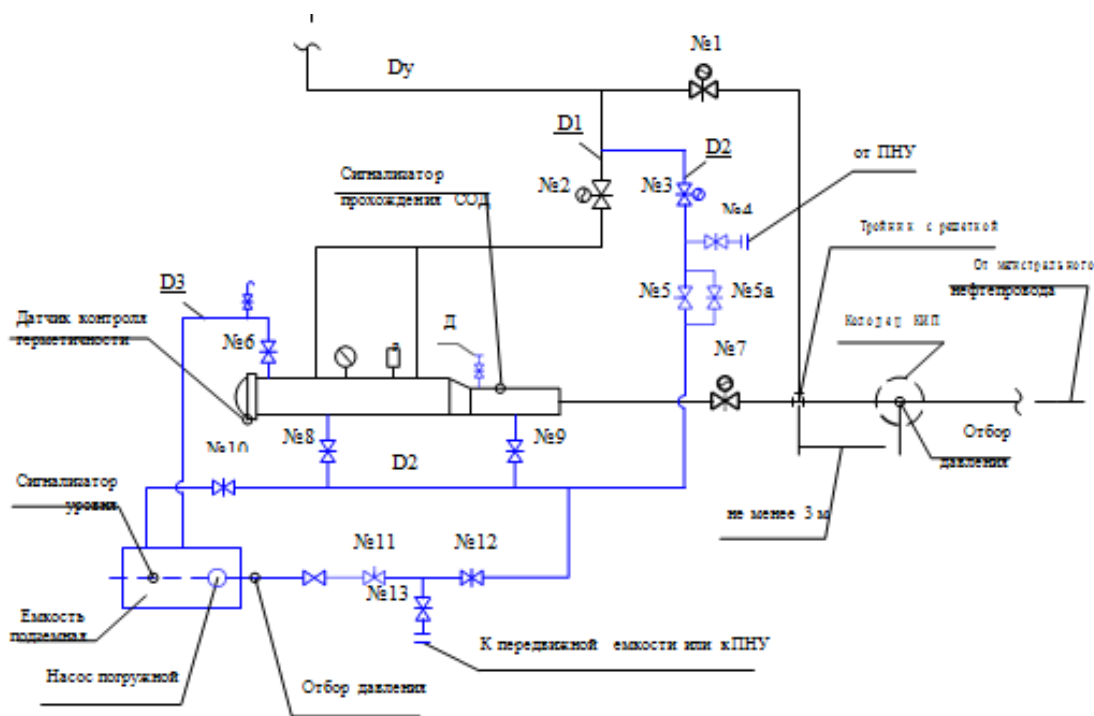 №1
Dу
D1
D2
от ПНУ
Сигнализатор
прохождения СОД
№2
№3
№4
Тройник с решеткой
От магистрального
нефтепровода
D3
№5
№5а
Колодец КИП
Датчик контроля
герметичности
№6
Д
№7
№10
№8
№9
Отбор
давления
D2
Сигнализатор
уровня
не менее 3 м
№11
№12
№13
Емкость
подземная
К передвижной емкости или к ПНУ
Насос погружной
Отбор давления